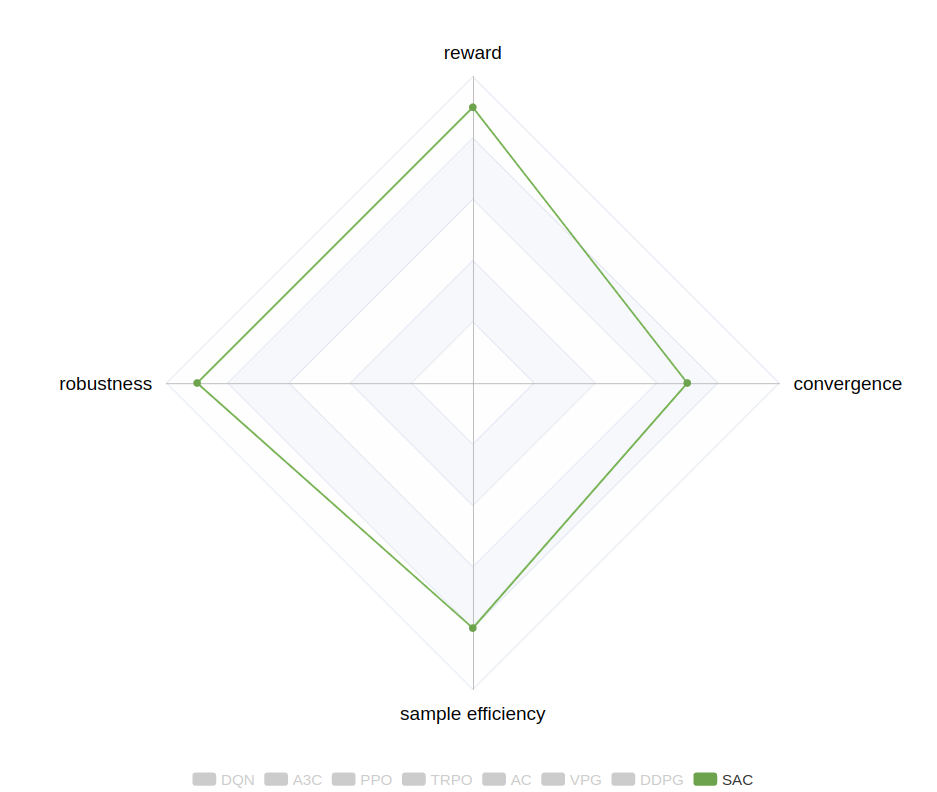 reward
robustness
convergence
sample efficiency
DQN A3C PPO TRPO AC VPG DDPG SAC